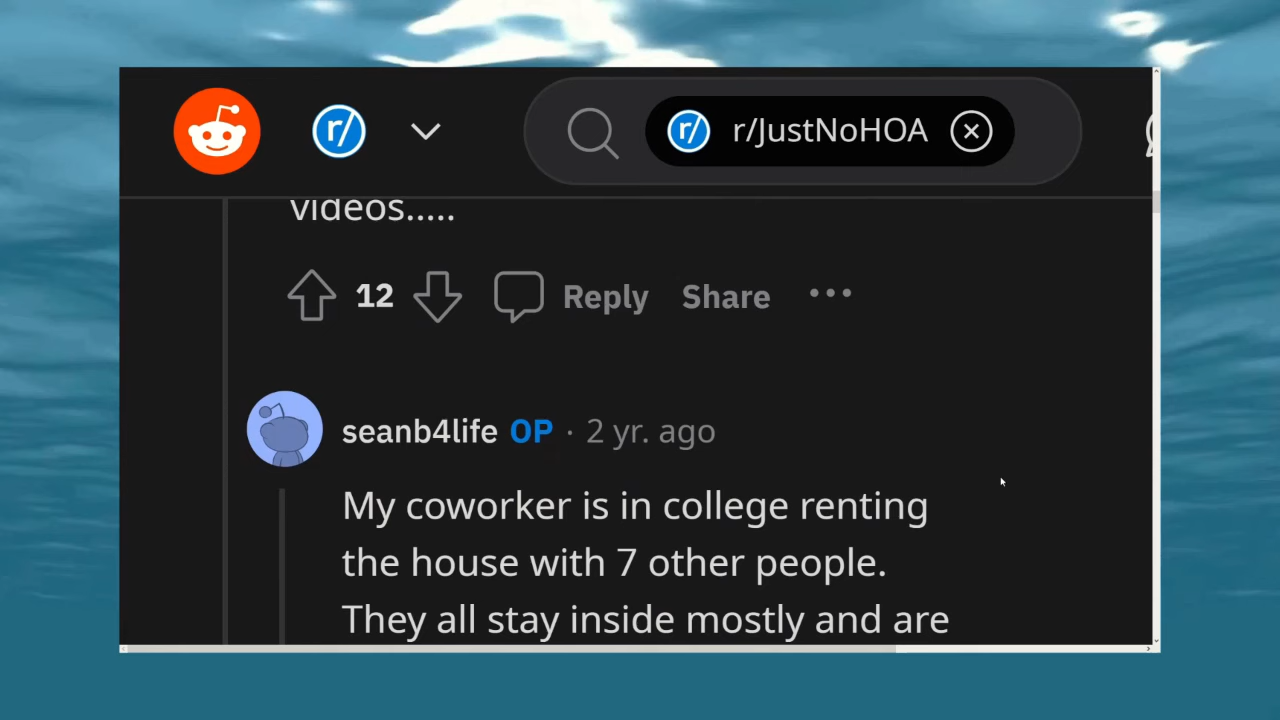 r/ r/ r/JustNoHOA
videos.....
12 Reply Share
seanb4life OP · 2 yr. ago
My coworker is in college renting
the house with 7 other people.
They all stay inside mostly and are